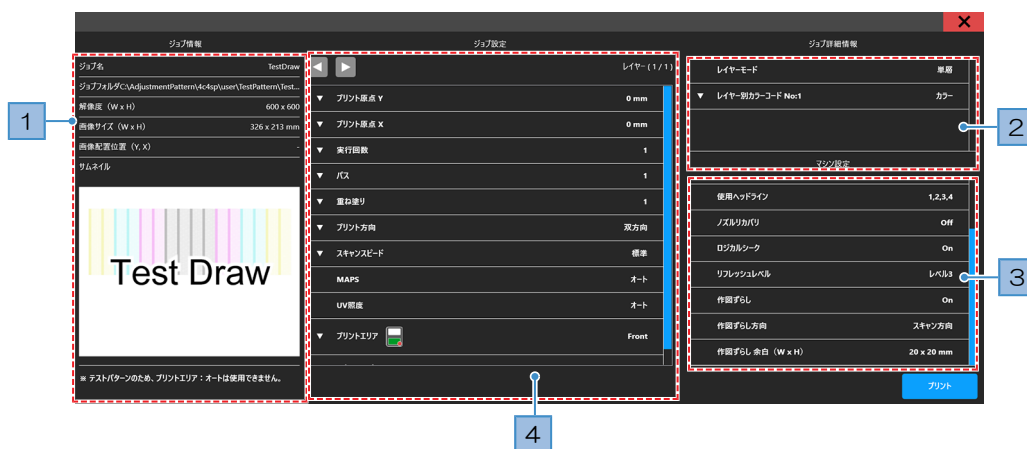 ジョブ情報
ジョブ名 TestDraw
ジョブフォルダC:\AdjustmentPattern\4c4sp\user\TestPattern\Test...
解像度（W x H） 600 x 600
画像サイズ（W x H） 326 x 213 mm
画像配置位置（Y, X） -
サムネイル
Test Draw
※ テストパターンのため、プリントエリア：オートは使用できません。
1
ジョブ設定
レイヤー ( 1 / 1 )
プリント原点 Y 0 mm
プリント原点 X 0 mm
実行回数 1
パス 1
重ね塗り 1
プリント方向 双方向
スキャンスピード 標準
MAPS オート
UV照度 オート
プリントエリア Front
4
ジョブ詳細情報
レイヤーモード 単層
レイヤー別カラーコード No:1 カラー
2
マシン設定
使用ヘッドライン 1,2,3,4
ノズルリカバリ Off
ロジカルシーク On
リフレッシュレベル レベル3
作図ずらし On
作図ずらし方向 スキャン方向
作図ずらし 余白（W x H） 20 x 20 mm
3
プリント